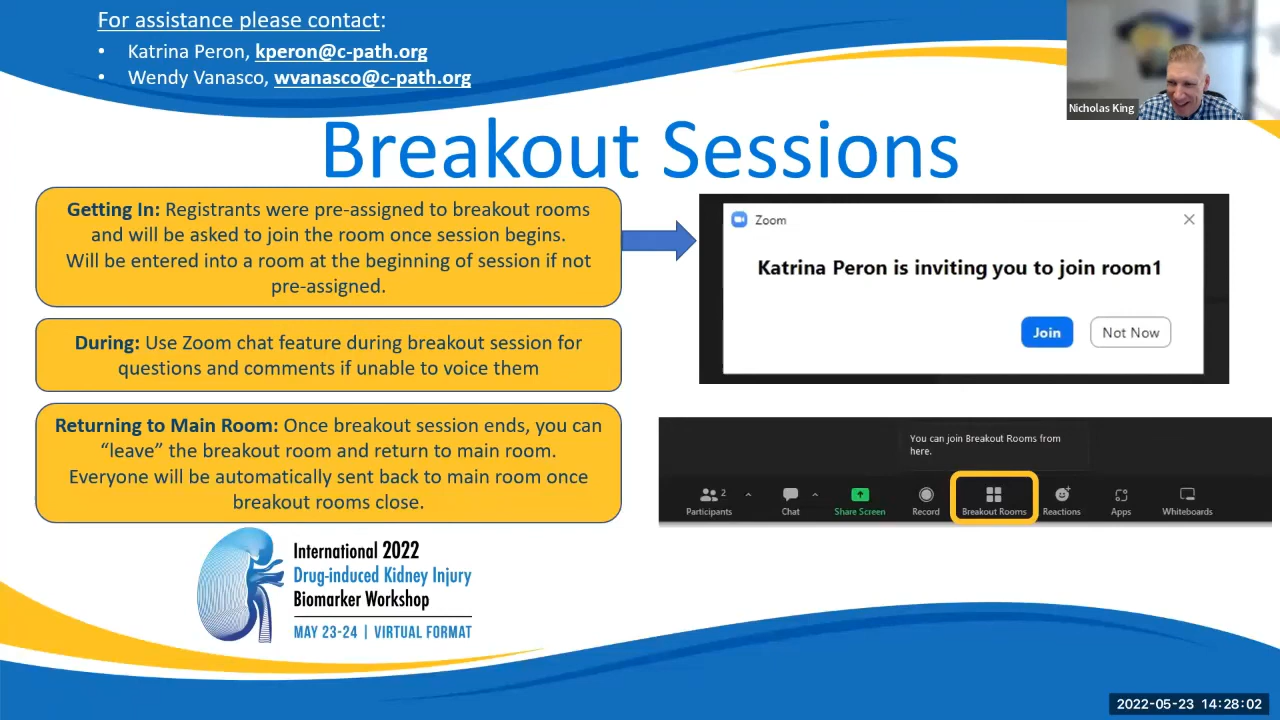 For assistance please contact:
• Katrina Peron, kperon@c-path.org
• Wendy Vanasco, wvanasco@c-path.org
Nicholas King
Breakout Sessions
Getting In: Registrants were pre-assigned to breakout rooms
and will be asked to join the room once session begins.
Will be entered into a room at the beginning of session if not
pre-assigned.
Zoom
Katrina Peron is inviting you to join room1
Join
Not Now
During: Use Zoom chat feature during breakout session for
questions and comments if unable to voice them
Returning to Main Room: Once breakout session ends, you can
“leave” the breakout room and return to main room.
Everyone will be automatically sent back to main room once
breakout rooms close.
You can join Breakout Rooms from
here.
2
Participants
Chat
Share Screen
Record
Breakout Rooms
Reactions
Apps
Whiteboards
International 2022
Drug-induced Kidney Injury
Biomarker Workshop
MAY 23-24 | VIRTUAL FORMAT
2022-05-23 14:28:02